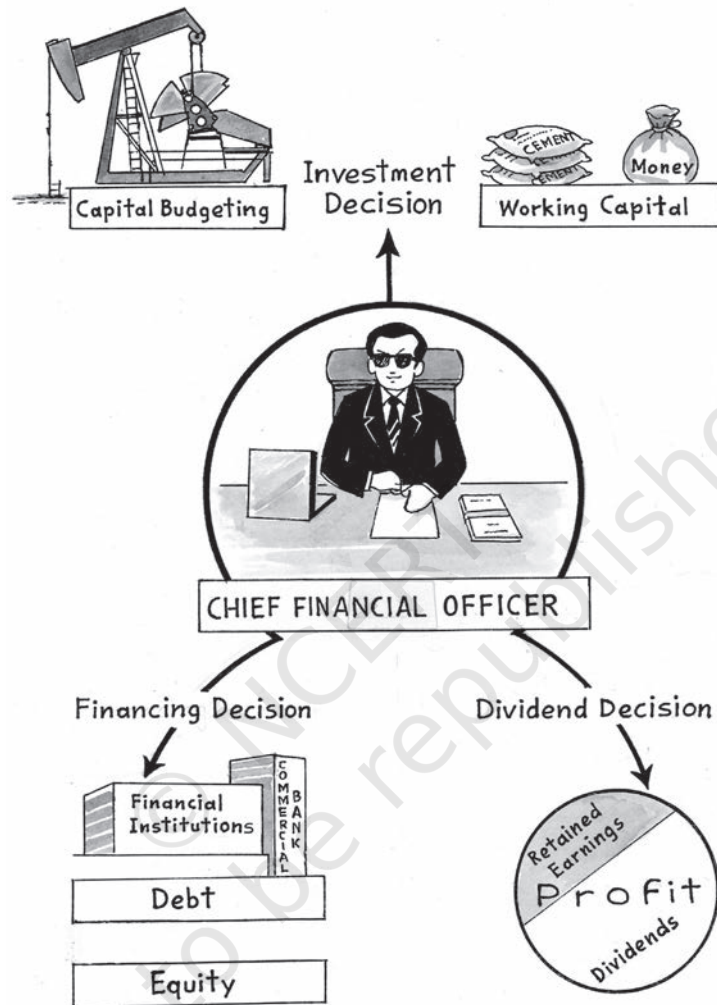 CEMENT
CEMENT
Money
Capital Budgeting
Investment
Decision
Working Capital
CHIEF FINANCIAL OFFICER
Financing Decision
Dividend Decision
Financial
Institutions
COMMERCIAL
BANK
Debt
Equity
Retained
Earnings
Profit
Dividends
© NCERT
to be republished